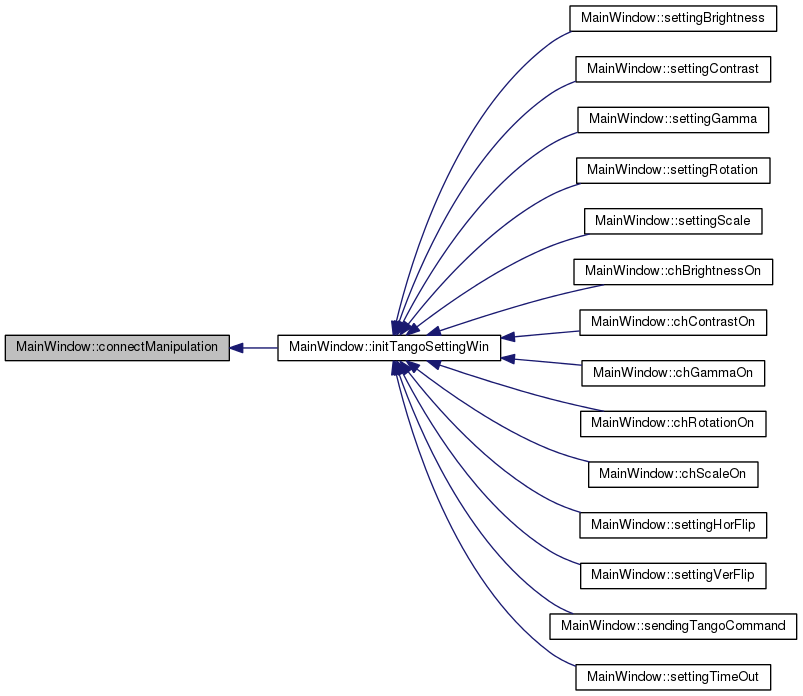 MainWindow::settingBrightness
MainWindow::settingContrast
MainWindow::settingGamma
MainWindow::settingRotation
MainWindow::settingScale
MainWindow::chBrightnessOn
MainWindow::chContrastOn
MainWindow::connectManipulation
MainWindow::initTangoSettingWin
MainWindow::chGammaOn
MainWindow::chRotationOn
MainWindow::chScaleOn
MainWindow::settingHorFlip
MainWindow::settingVerFlip
MainWindow::sendingTangoCommand
MainWindow::settingTimeOut